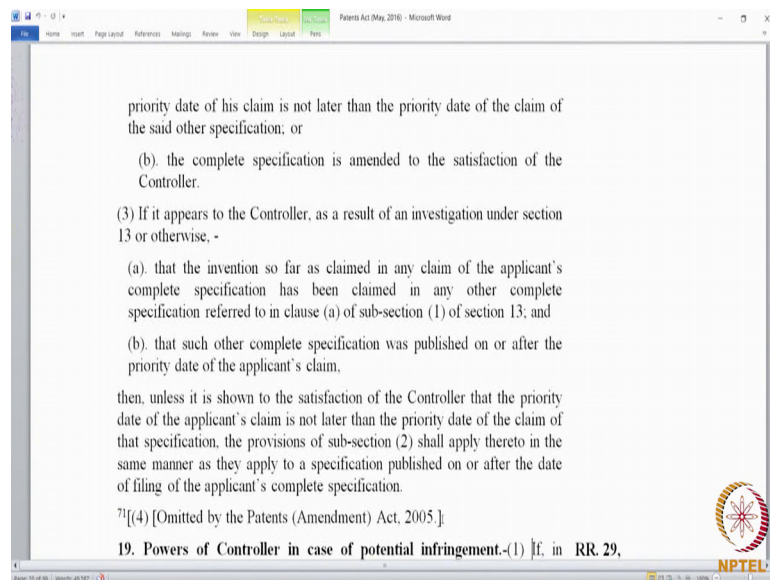 Patents Act (May, 2016) - Microsoft Word
File Home Insert Page Layout References Mailings Review View Design Layout Pens
priority date of his claim is not later than the priority date of the claim of
the said other specification; or
(b). the complete specification is amended to the satisfaction of the
Controller.
(3) If it appears to the Controller, as a result of an investigation under section
13 or otherwise, -
(a). that the invention so far as claimed in any claim of the applicant's
complete specification has been claimed in any other complete
specification referred to in clause (a) of sub-section (1) of section 13; and
(b). that such other complete specification was published on or after the
priority date of the applicant's claim,
then, unless it is shown to the satisfaction of the Controller that the priority
date of the applicant's claim is not later than the priority date of the claim of
that specification, the provisions of sub-section (2) shall apply thereto in the
same manner as they apply to a specification published on or after the date
of filing of the applicant's complete specification.
71[(4) [Omitted by the Patents (Amendment) Act, 2005.]
19. Powers of Controller in case of potential infringement.-(1) If, in RR. 29,
NPTEL